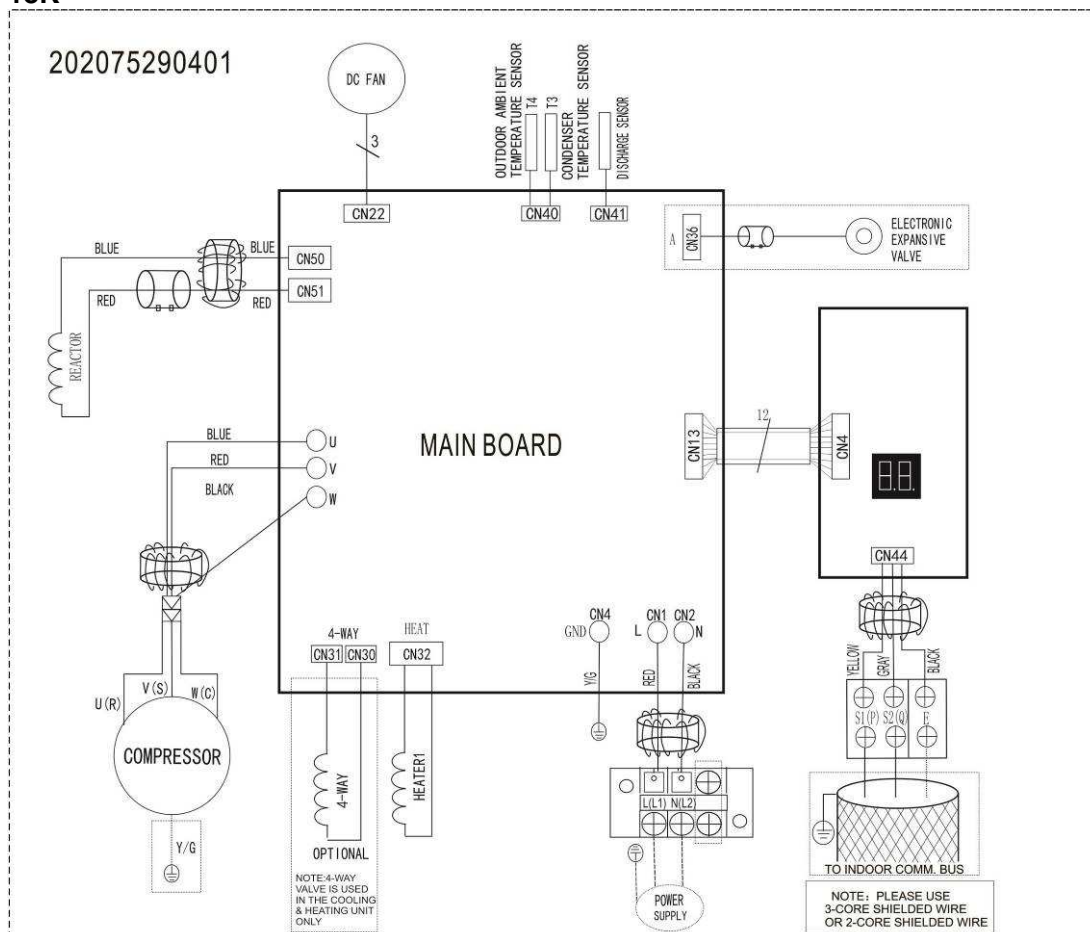 18K
202075290401
DC FAN
3
OUTDOOR AMBIENT
TEMPERATURE SENSOR
T4
T3
CONDENSER
TEMPERATURE SENSOR
DISCHARGE SENSOR
CN22
CN40
CN41
A
CN36
ELECTRONIC
EXPANSIVE
VALVE
BLUE
BLUE
CN50
RED
RED
CN51
REACTOR
BLUE
U
RED
V
BLACK
W
MAIN BOARD
CN13
12
CN4
88
CN44
YELLOW
GRAY
BLACK
S1(P)
S2(Q)
E
TO INDOOR COMM. BUS
NOTE: PLEASE USE
3-CORE SHIELDED WIRE
OR 2-CORE SHIELDED WIRE
4-WAY
CN31
CN30
HEAT
CN32
CN4
GND
CN1
L
CN2
N
Y/G
RED
BLACK
L(L1)
N(L2)
POWER
SUPPLY
U(R)
V(S)
W(C)
COMPRESSOR
Y/G
4-WAY
HEATER1
OPTIONAL
NOTE:4-WAY
VALVE IS USED
IN THE COOLING
& HEATING UNIT
ONLY